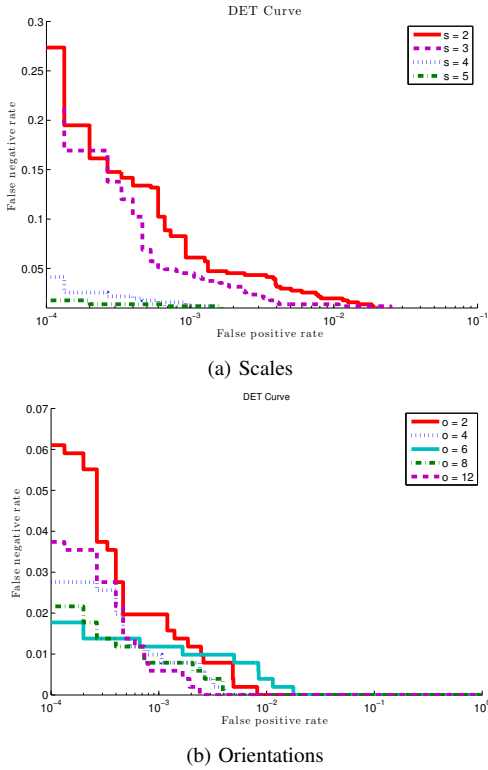 DET Curve
0.3
0.25
0.2
0.15
0.1
0.05
False negative rate
s = 2
s = 3
s = 4
s = 5
10⁻⁴ 10⁻³ 10⁻² 10⁻¹
False positive rate
(a) Scales
DET Curve
0.07
0.06
0.05
0.04
0.03
0.02
0.01
0
False negative rate
o = 2
o = 4
o = 6
o = 8
o = 12
10⁻⁴ 10⁻³ 10⁻² 10⁻¹ 10⁰
False positive rate
(b) Orientations